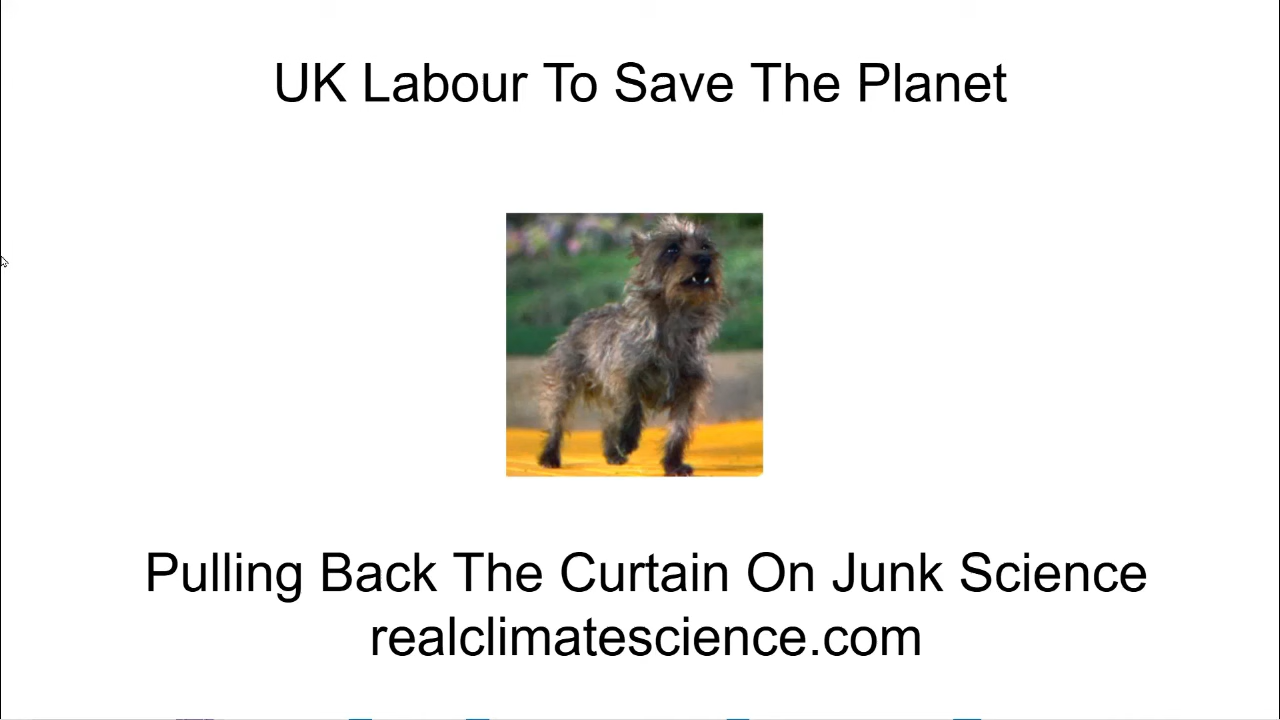 UK Labour To Save The Planet
Pulling Back The Curtain On Junk Science
realclimatescience.com